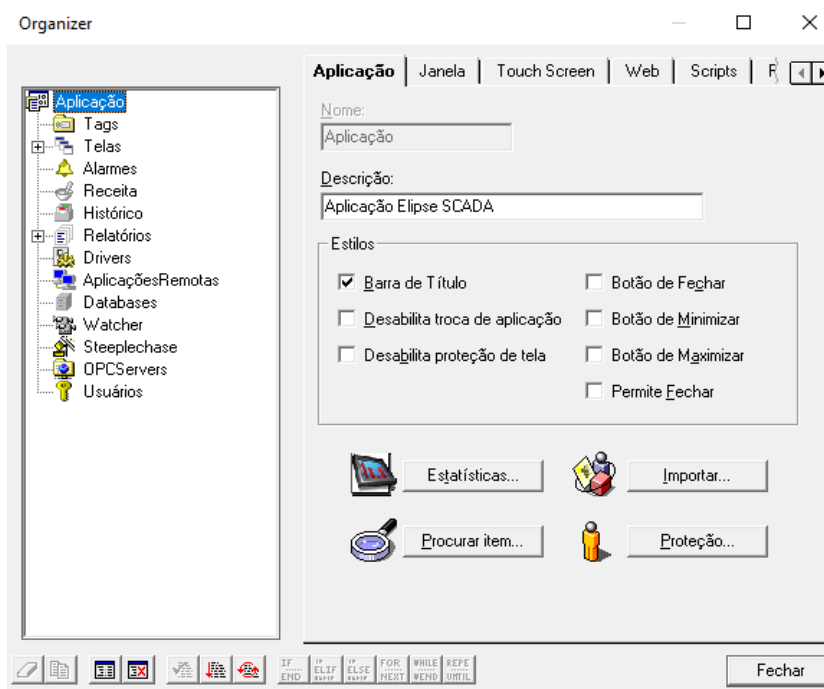 Organizer
Aplicação Janela Touch Screen Web Scripts
Aplicação
Tags
Telas
Alarmes
Receita
Histórico
Relatórios
Drivers
AplicaçõesRemotas
Databases
Watcher
Steeplechase
OPCServers
Usuários
Nome:
Aplicação
Descrição:
Aplicação Elipse SCADA
Estilos
Barra de Título
Desabilita troca de aplicação
Desabilita proteção de tela
Botão de Fechar
Botão de Minimizar
Botão de Maximizar
Permite Fechar
Estatísticas... Importar...
Procurar item... Proteção...
IF END
ELIF
ELSE
FOR NEXT
WHILE WEND
REPE UNTIL
Fechar